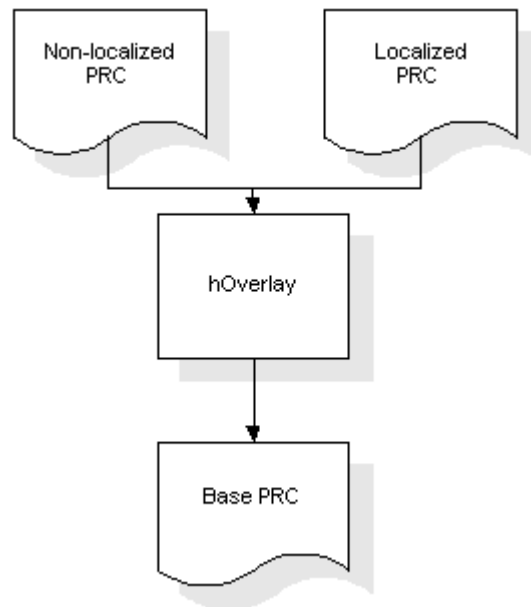 Non-localized
PRC
Localized
PRC
hOverlay
Base PRC